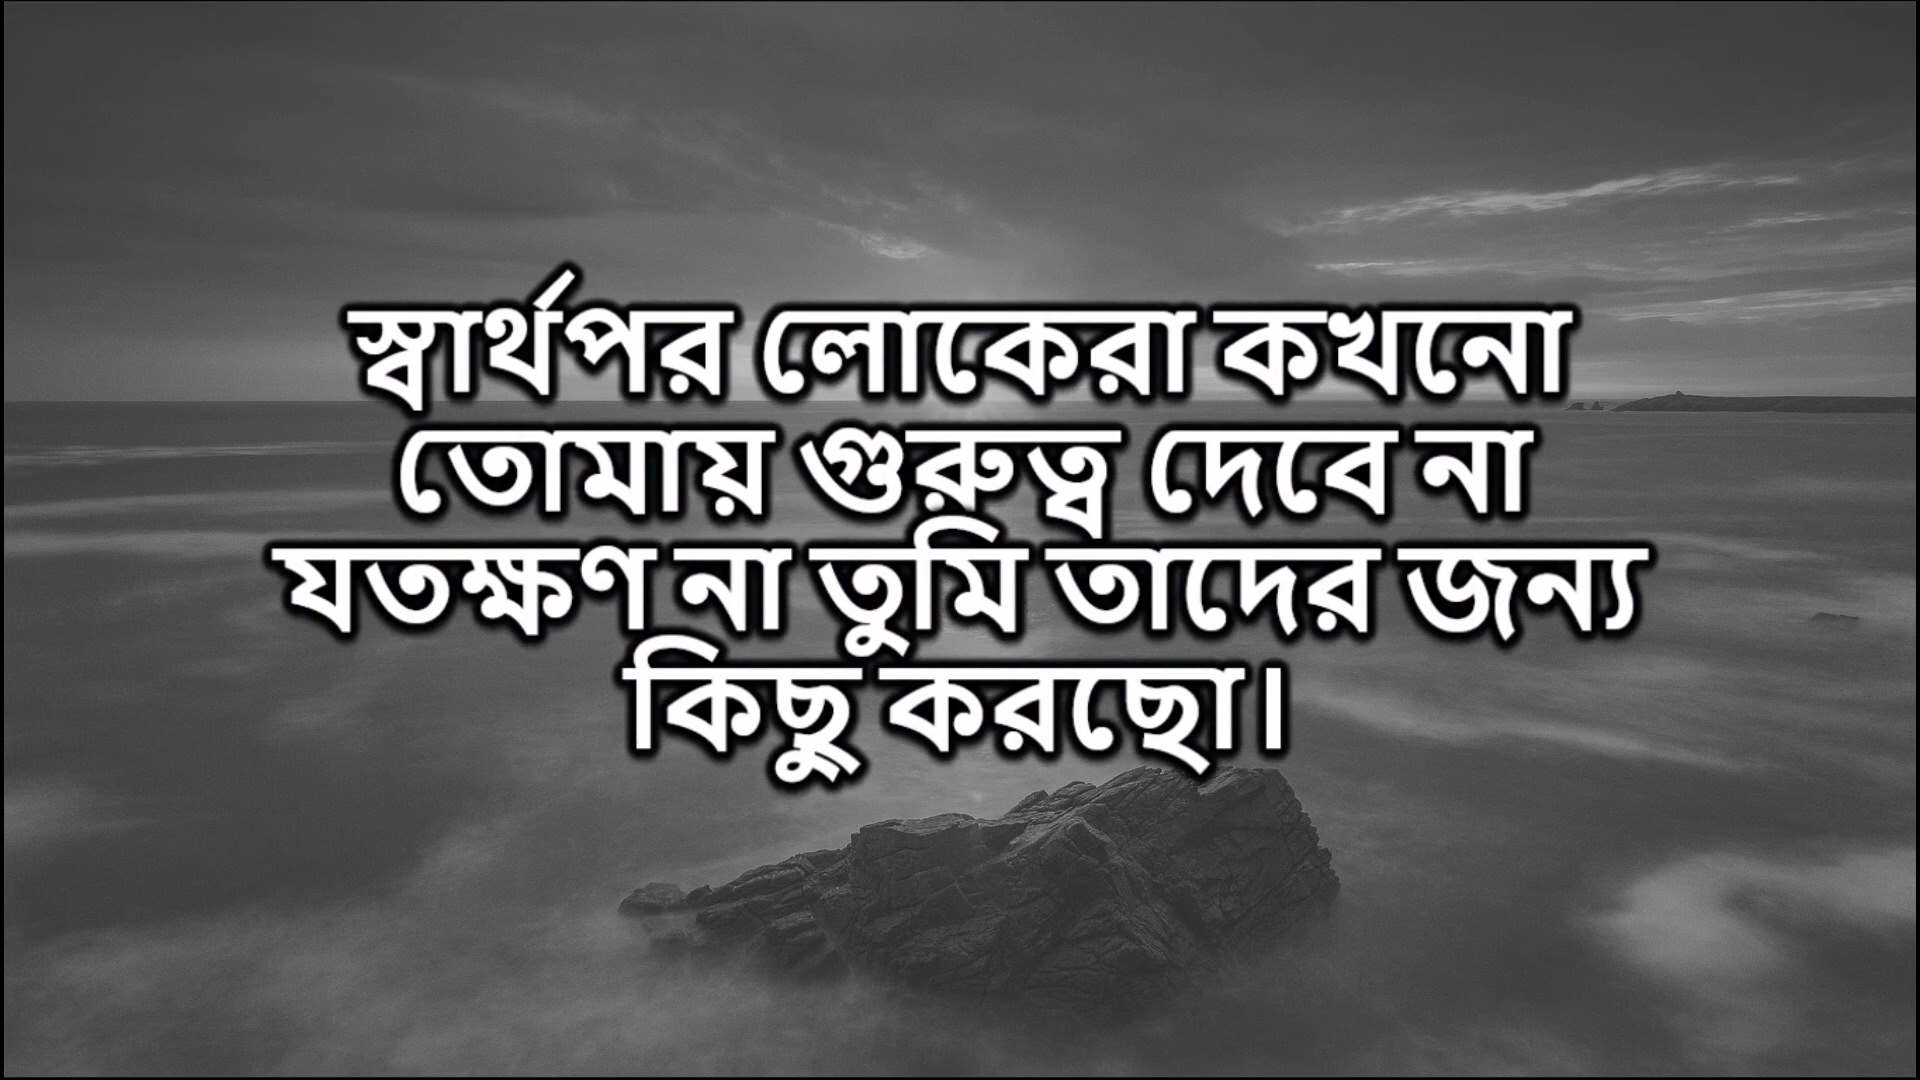 স্বার্থপর লোকেরা কখনো
তোমায় গুরুত্ব দেবে না
যতক্ষণ না তুমি তাদের জন্য
কিছু করছো।